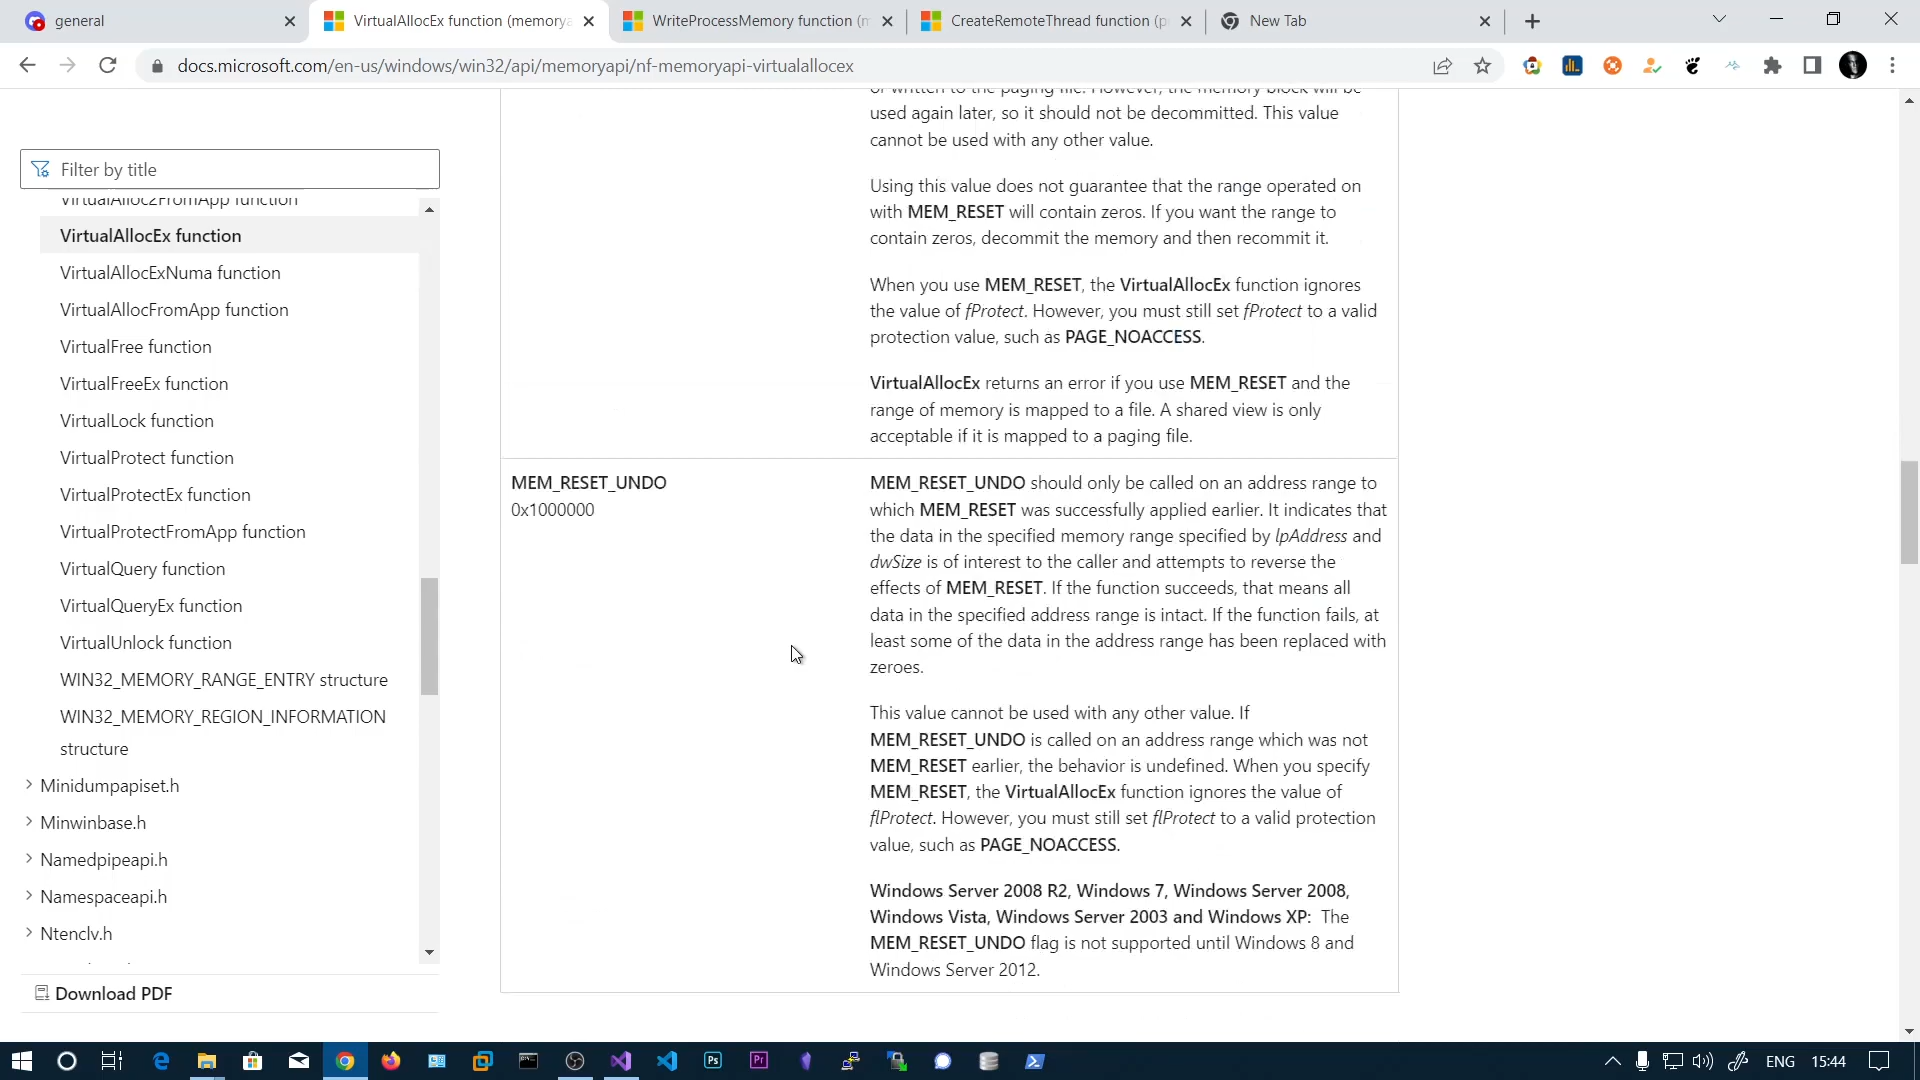 general
VirtualAllocEx function (memorya
WriteProcessMemory function (m
CreateRemoteThread function (p
New Tab
docs.microsoft.com/en-us/windows/win32/api/memoryapi/nf-memoryapi-virtualallocex
Filter by title
VirtualAlloc2FromApp function
VirtualAllocEx function
VirtualAllocExNuma function
VirtualAllocFromApp function
VirtualFree function
VirtualFreeEx function
VirtualLock function
VirtualProtect function
VirtualProtectEx function
VirtualProtectFromApp function
VirtualQuery function
VirtualQueryEx function
VirtualUnlock function
WIN32_MEMORY_RANGE_ENTRY structure
WIN32_MEMORY_REGION_INFORMATION
structure
Minidumpapiset.h
Minwinbase.h
Namedpipeapi.h
Namespaceapi.h
Ntenclv.h
Download PDF
or written to the paging file. However, the memory block will be
used again later, so it should not be decommitted. This value
cannot be used with any other value.
Using this value does not guarantee that the range operated on
with MEM_RESET will contain zeros. If you want the range to
contain zeros, decommit the memory and then recommit it.
When you use MEM_RESET, the VirtualAllocEx function ignores
the value of fProtect. However, you must still set fProtect to a valid
protection value, such as PAGE_NOACCESS.
VirtualAllocEx returns an error if you use MEM_RESET and the
range of memory is mapped to a file. A shared view is only
acceptable if it is mapped to a paging file.
MEM_RESET_UNDO
0x1000000
MEM_RESET_UNDO should only be called on an address range to
which MEM_RESET was successfully applied earlier. It indicates that
the data in the specified memory range specified by lpAddress and
dwSize is of interest to the caller and attempts to reverse the
effects of MEM_RESET. If the function succeeds, that means all
data in the specified address range is intact. If the function fails, at
least some of the data in the address range has been replaced with
zeroes.
This value cannot be used with any other value. If
MEM_RESET_UNDO is called on an address range which was not
MEM_RESET earlier, the behavior is undefined. When you specify
MEM_RESET, the VirtualAllocEx function ignores the value of
flProtect. However, you must still set flProtect to a valid protection
value, such as PAGE_NOACCESS.
Windows Server 2008 R2, Windows 7, Windows Server 2008,
Windows Vista, Windows Server 2003 and Windows XP: The
MEM_RESET_UNDO flag is not supported until Windows 8 and
Windows Server 2012.
Ps
Pr
ENG
15:44